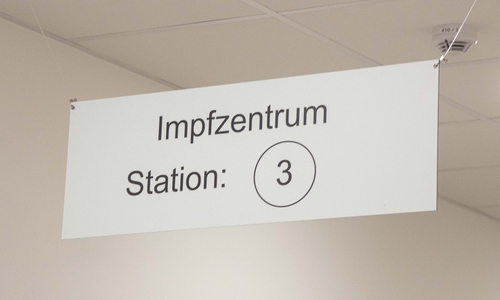 Impfzentrum
Station: 3